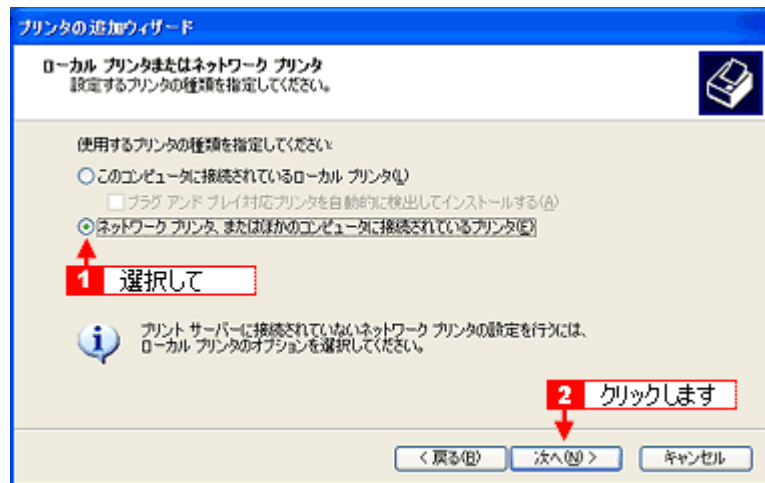 プリンタの追加ウィザード
ローカル プリンタまたはネットワーク プリンタ
設定するプリンタの種類を指定してください。
使用するプリンタの種類を指定してください:
このコンピュータに接続されているローカル プリンタ(L)
プラグ アンド プレイ対応プリンタを自動的に検出してインストールする(A)
ネットワーク プリンタ、またはほかのコンピュータに接続されているプリンタ(E)
1 選択して
プリント サーバーに接続されていないネットワーク プリンタの設定を行うには、
ローカル プリンタのオプションを選択してください。
2 クリックします
< 戻る(B) 次へ(N) > キャンセル